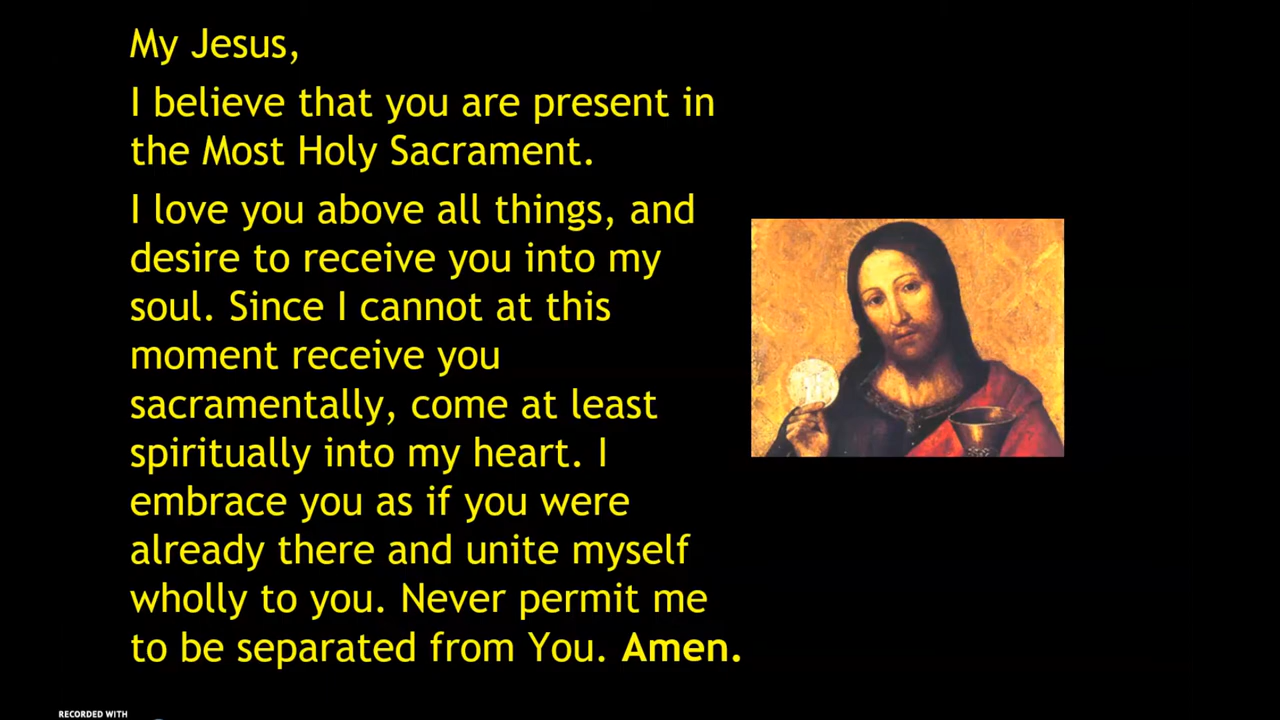 My Jesus,
I believe that you are present in
the Most Holy Sacrament.
I love you above all things, and
desire to receive you into my
soul. Since I cannot at this
moment receive you
sacramentally, come at least
spiritually into my heart. I
embrace you as if you were
already there and unite myself
wholly to you. Never permit me
to be separated from You. Amen.
RECORDED WITH